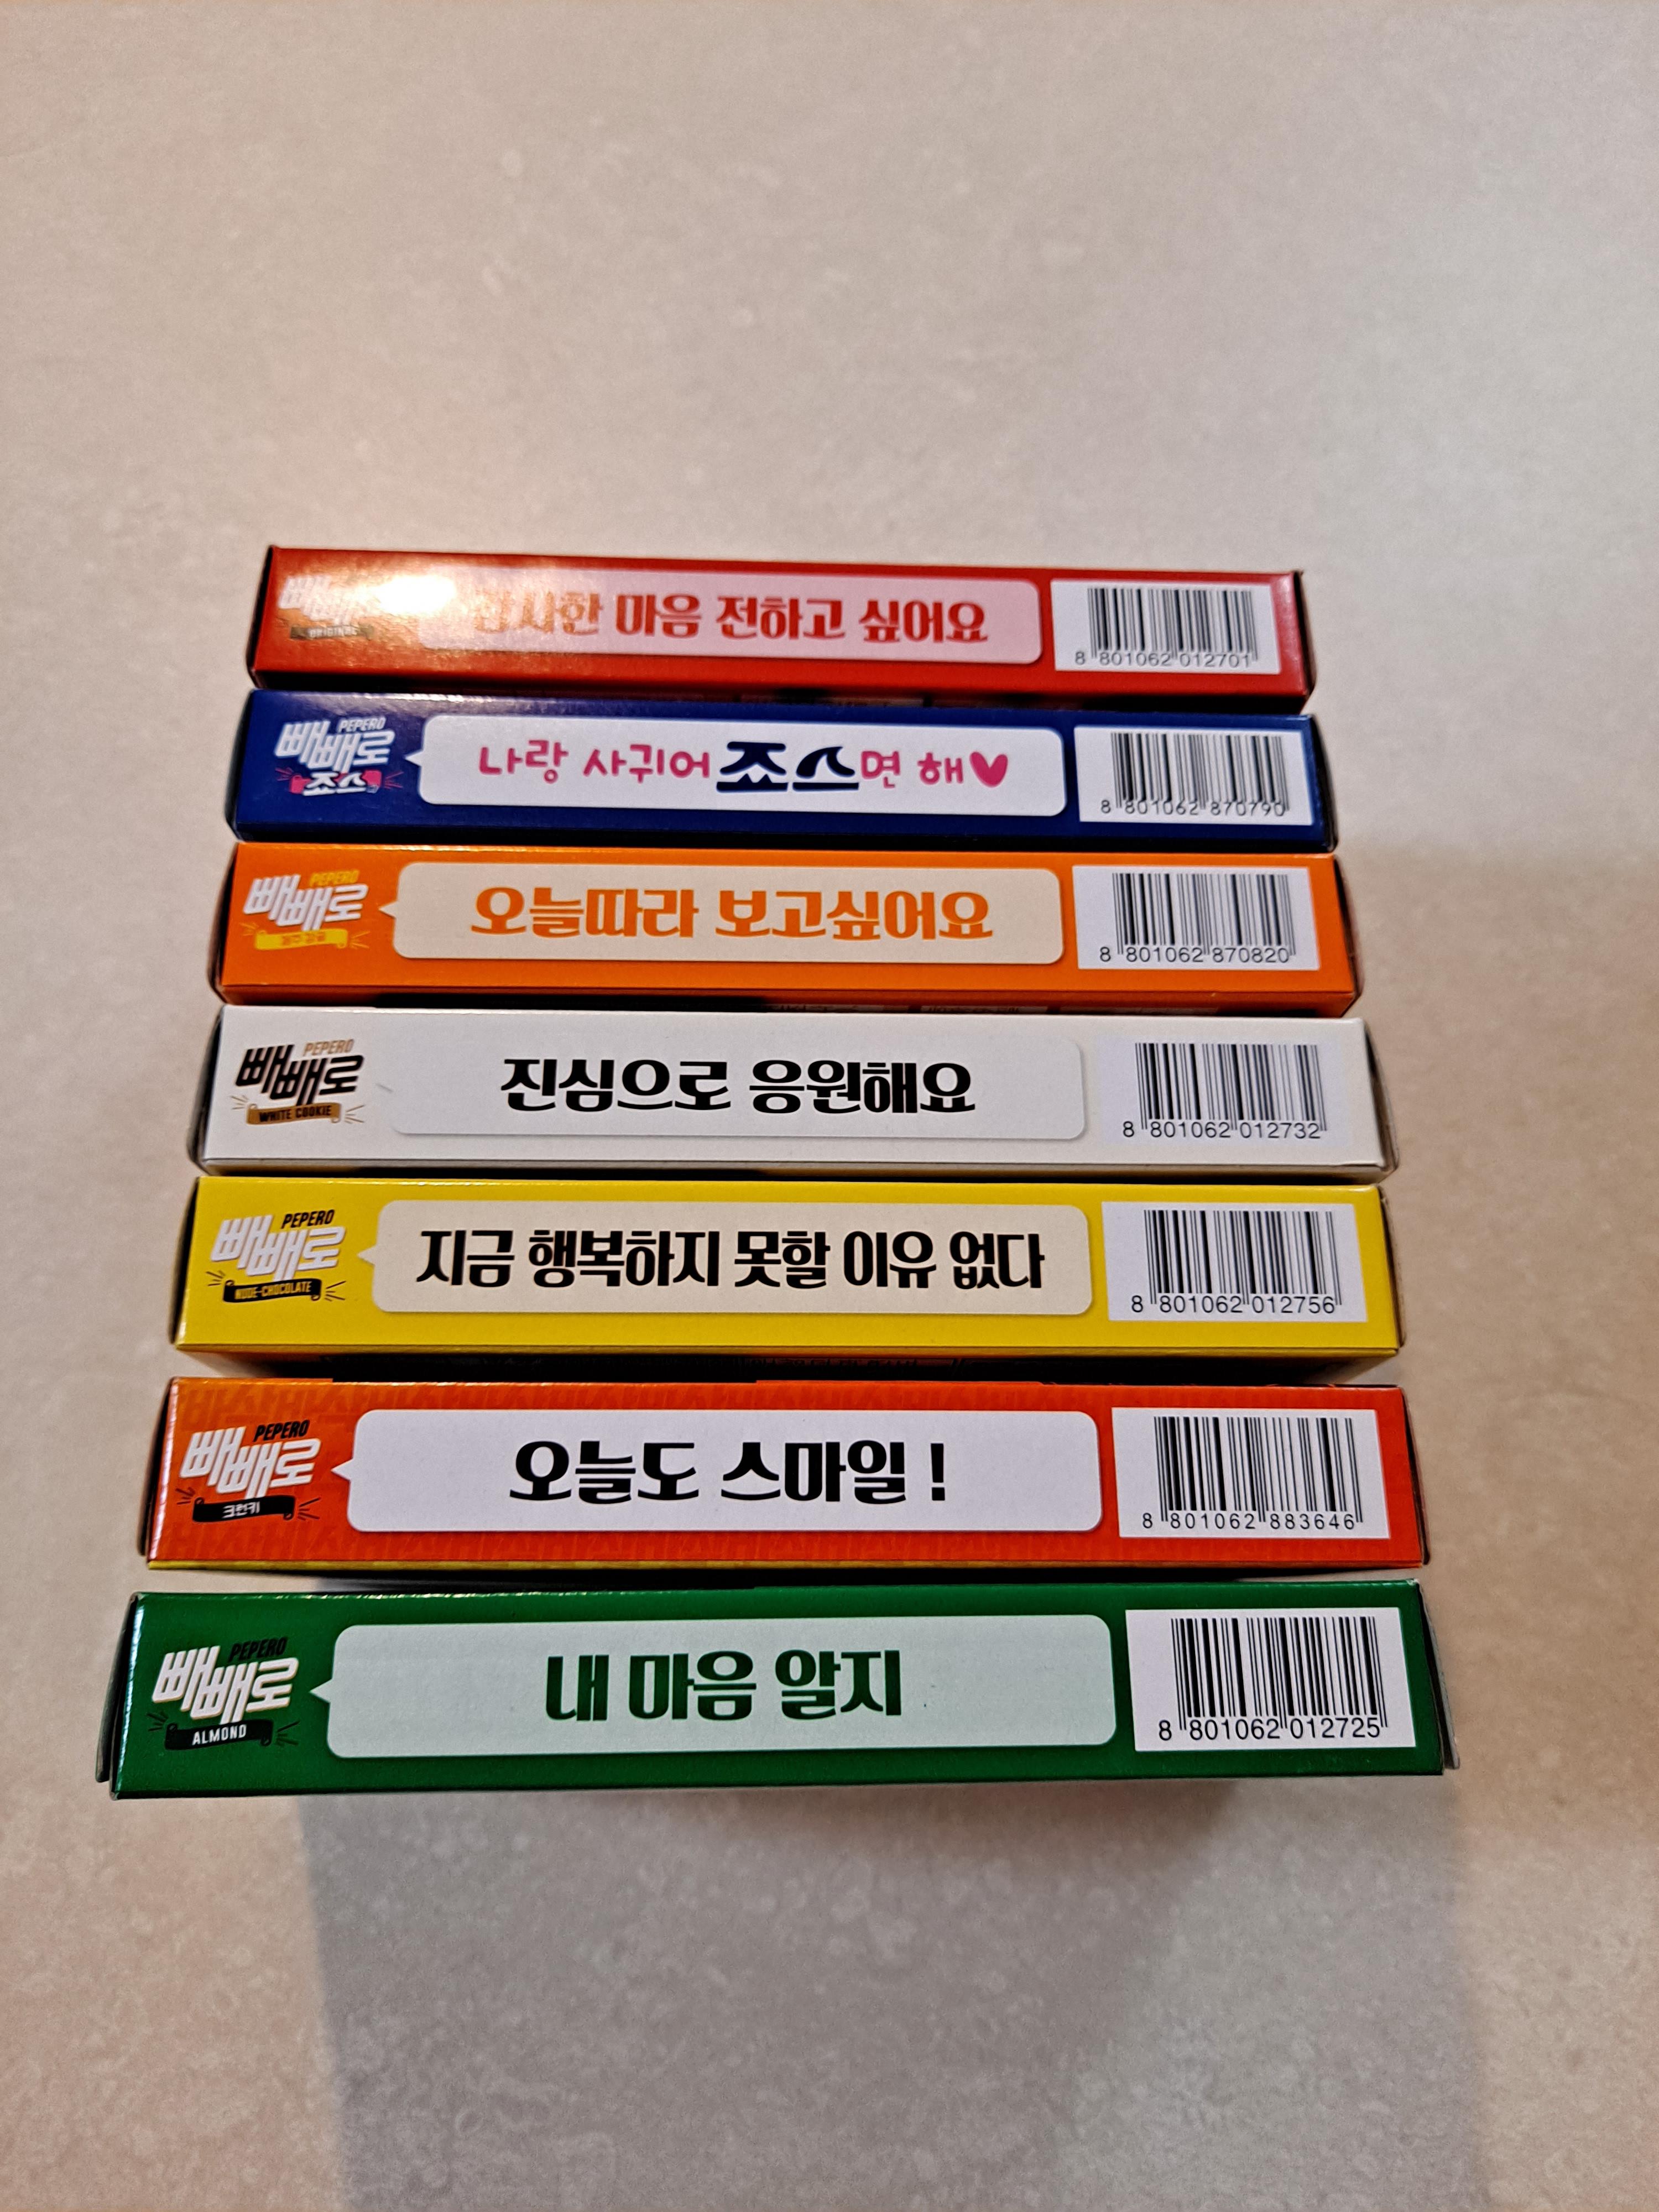 빼빼로
ORIGINAL
감사한 마음 전하고 싶어요
8 801062 012701
PEPERO
빼빼로
죠스
나랑 사귀어 죠스면 해
8 801062 870790
PEPERO
빼빼로
오늘따라 보고싶어요
8 801062 870820
PEPERO
빼빼로
WHITE COOKIE
진심으로 응원해요
8 801062 012732
PEPERO
빼빼로
NUDE-CHOCOLATE
지금 행복하지 못할 이유 없다
8 801062 012756
PEPERO
빼빼로
크런키
오늘도 스마일 !
8 801062 883646
PEPERO
빼빼로
ALMOND
내 마음 알지
8 801062 012725